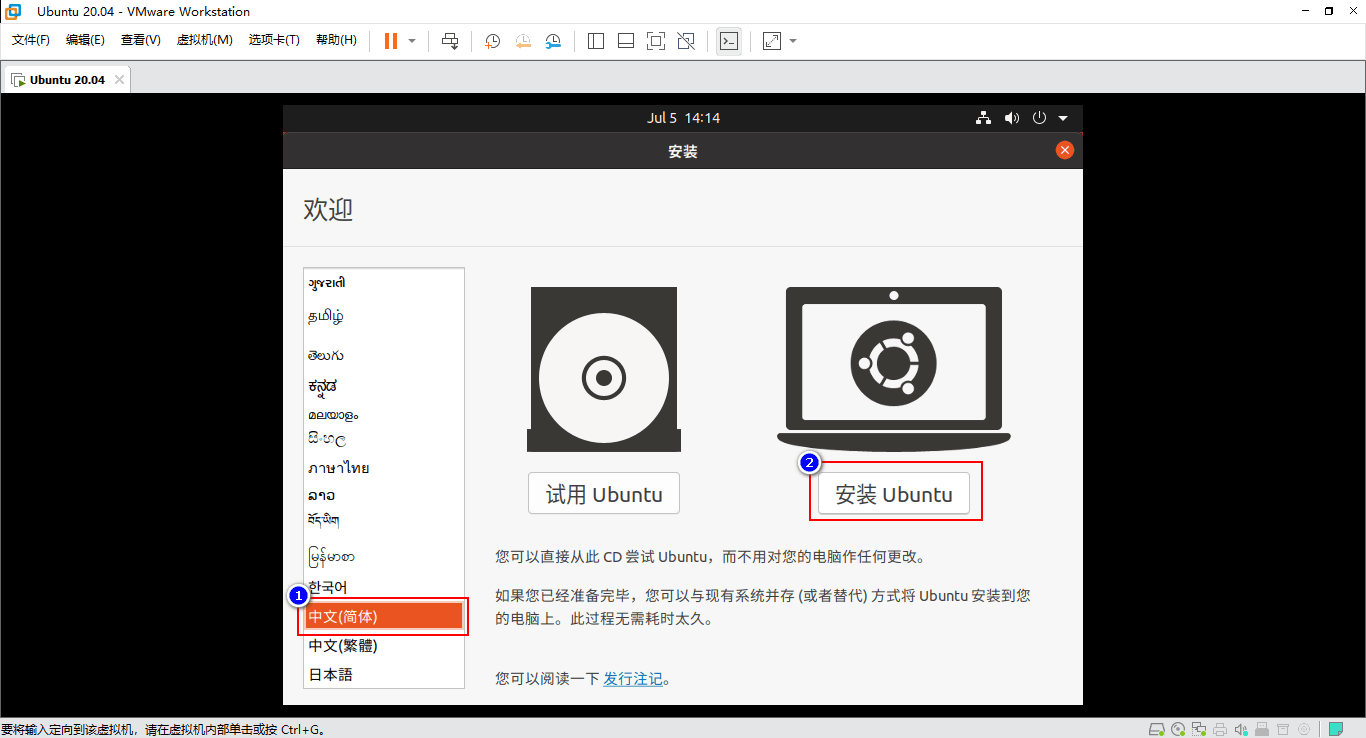 Ubuntu 20.04 - VMware Workstation
文件(F) 编辑(E) 查看(V) 虚拟机(M) 选项卡(T) 帮助(H)
Ubuntu 20.04
Jul 5 14:14
安装
欢迎
ગુજરાતી
தமிழ்
తెలుగు
ಕನ್ನಡ
മലയാളം
සිංහල
ภาษาไทย
ລາວ
བོད་ཡིག
မြန်မာစာ
한국어
1
中文(简体)
中文(繁體)
日本語
试用 Ubuntu
2
安装 Ubuntu
您可以直接从此 CD 尝试 Ubuntu，而不用对您的电脑作任何更改。
如果您已经准备完毕，您可以与现有系统并存 (或者替代) 方式将 Ubuntu 安装到您
的电脑上。此过程无需耗时太久。
您可以阅读一下 发行注记。
要将输入定向到该虚拟机，请在虚拟机内部单击或按 Ctrl+G。